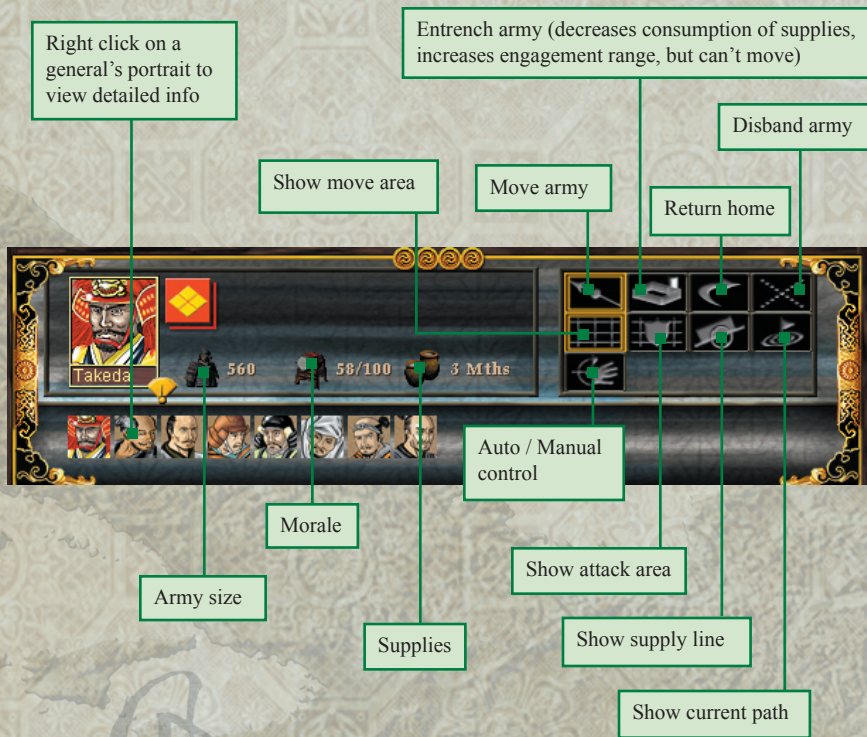 Entrench army (decreases consumption of supplies,
increases engagement range, but can't move)
Right click on a
general's portrait to
view detailed info
Disband army
Show move area
Move army
Return home
Takeda
560
58/100
3 Mths
Auto / Manual
control
Morale
Show attack area
Army size
Supplies
Show supply line
Show current path